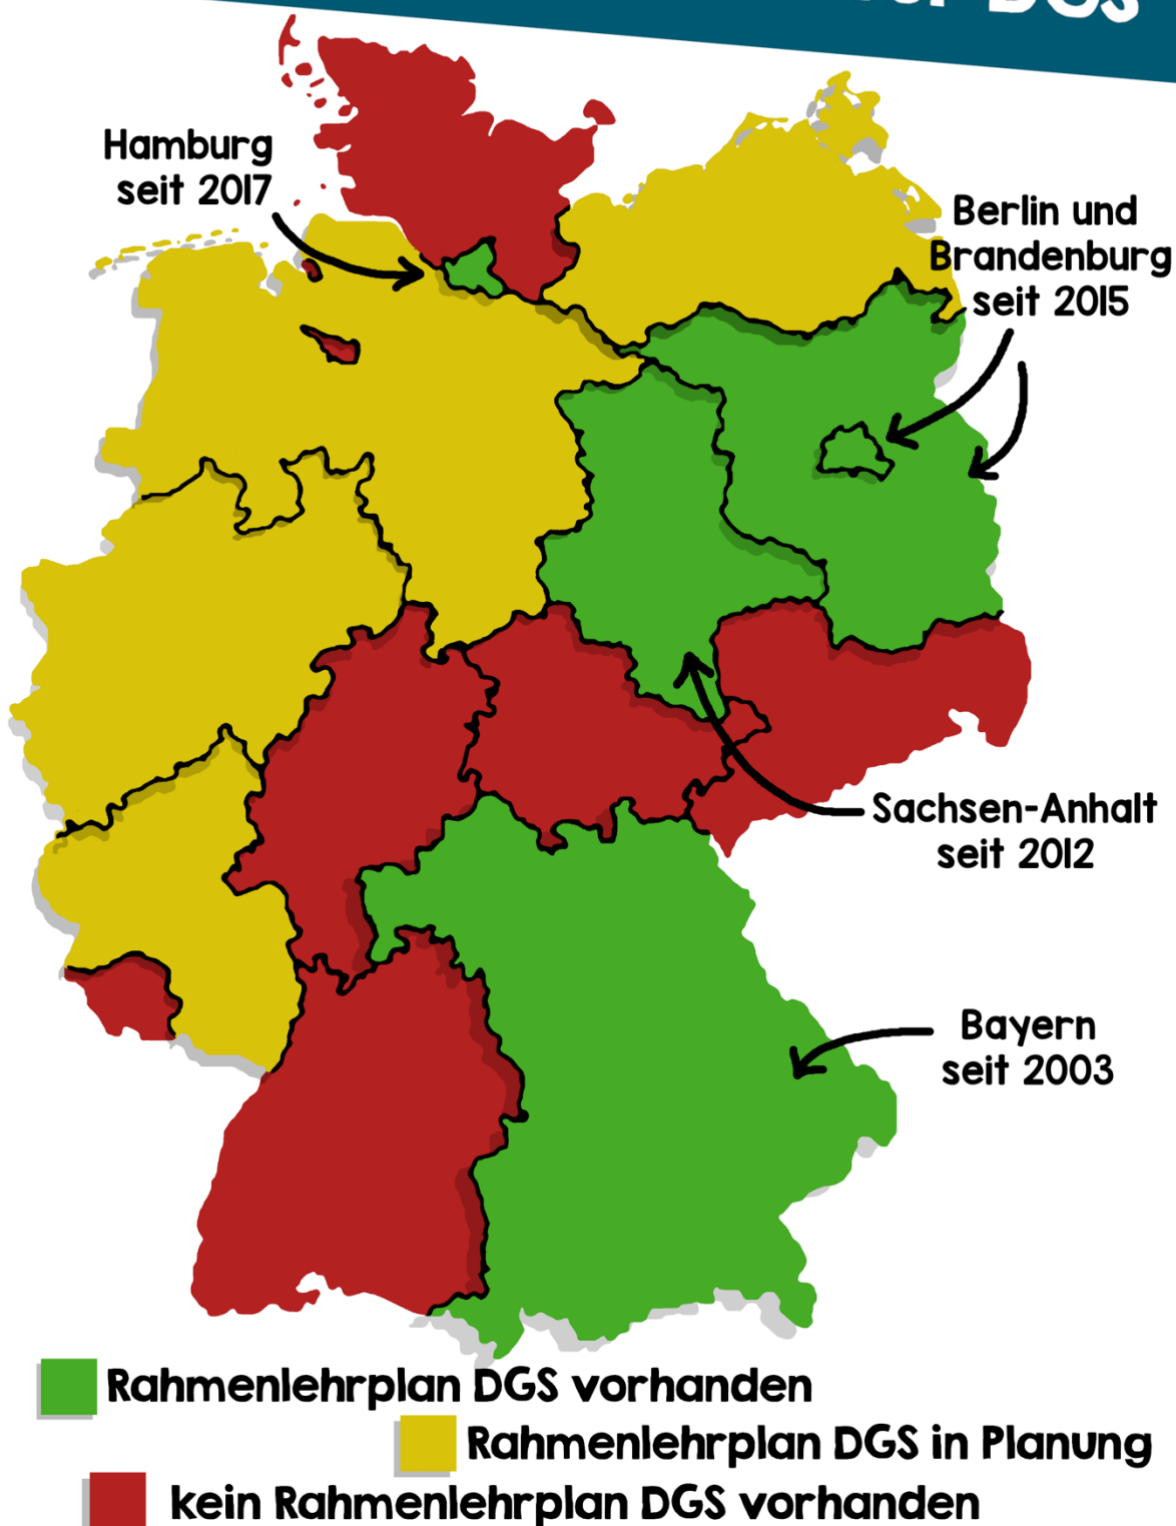 DGS
Hamburg
seit 2017
Berlin und
Brandenburg
seit 2015
Sachsen-Anhalt
seit 2012
Bayern
seit 2003
Rahmenlehrplan DGS vorhanden
Rahmenlehrplan DGS in Planung
kein Rahmenlehrplan DGS vorhanden